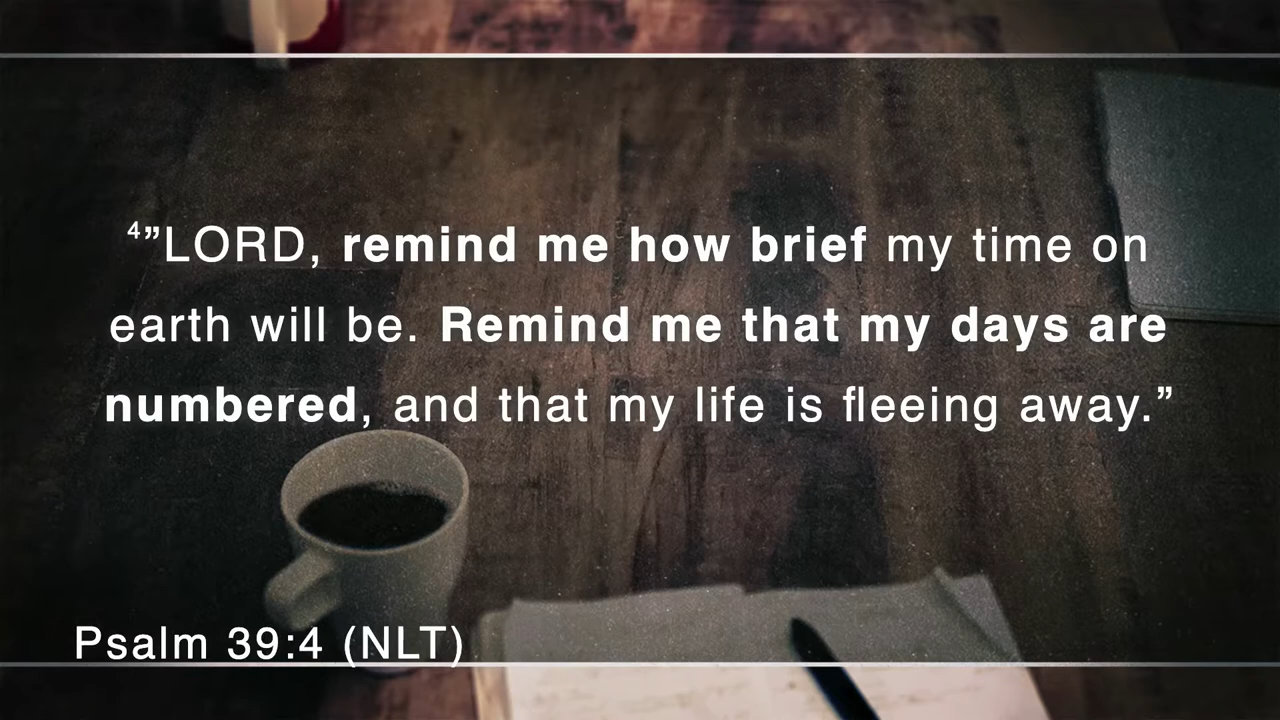 ⁴”LORD, remind me how brief my time on
earth will be. Remind me that my days are
numbered, and that my life is fleeing away.”
Psalm 39:4 (NLT)